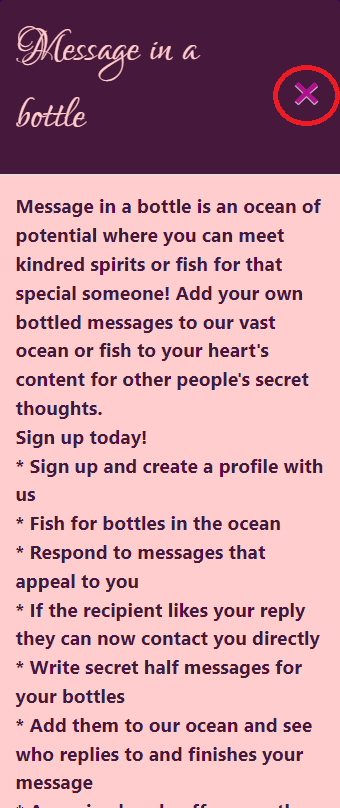 Message in a
bottle
Message in a bottle is an ocean of
potential where you can meet
kindred spirits or fish for that
special someone! Add your own
bottled messages to our vast
ocean or fish to your heart's
content for other people's secret
thoughts.
Sign up today!
* Sign up and create a profile with
us
* Fish for bottles in the ocean
* Respond to messages that
appeal to you
* If the recipient likes your reply
they can now contact you directly
* Write secret half messages for
your bottles
* Add them to our ocean and see
who replies to and finishes your
message